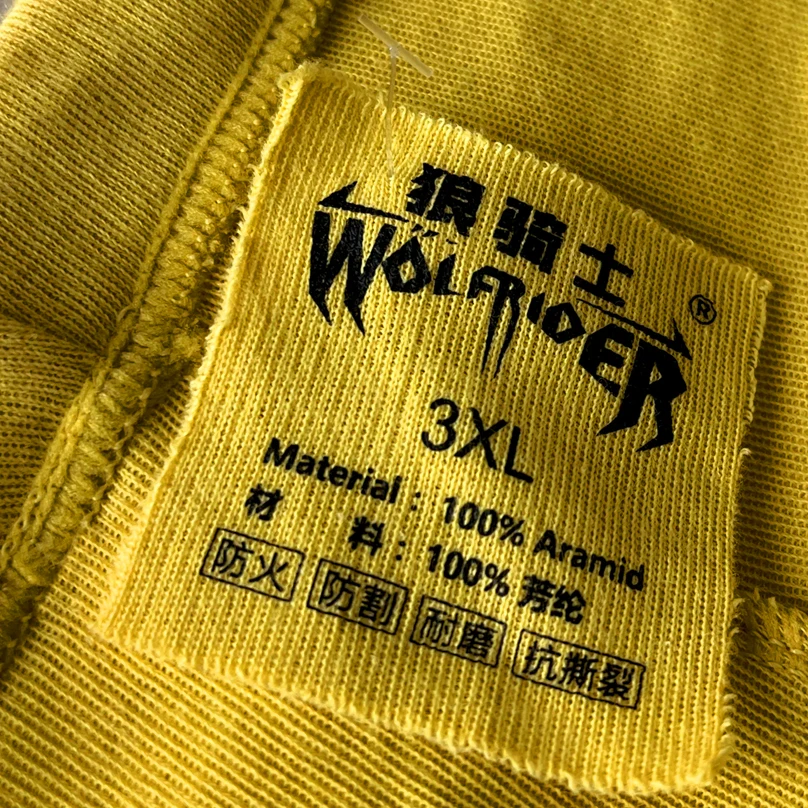 狼骑士
WÖLFRIDER®
3XL
Material : 100% Aramid
材 料 : 100% 芳纶
防火 防割 耐磨 抗撕裂